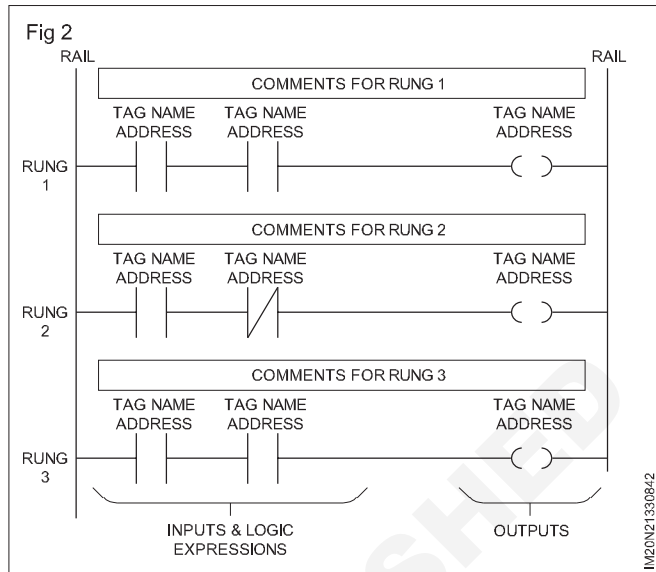 Fig 2
RAIL
RAIL
COMMENTS FOR RUNG 1
TAG NAME TAG NAME TAG NAME
ADDRESS ADDRESS ADDRESS
RUNG
1
COMMENTS FOR RUNG 2
TAG NAME TAG NAME TAG NAME
ADDRESS ADDRESS ADDRESS
RUNG
2
COMMENTS FOR RUNG 3
TAG NAME TAG NAME TAG NAME
ADDRESS ADDRESS ADDRESS
RUNG
3
INPUTS & LOGIC
EXPRESSIONS
OUTPUTS
IM20N21330842
SHED